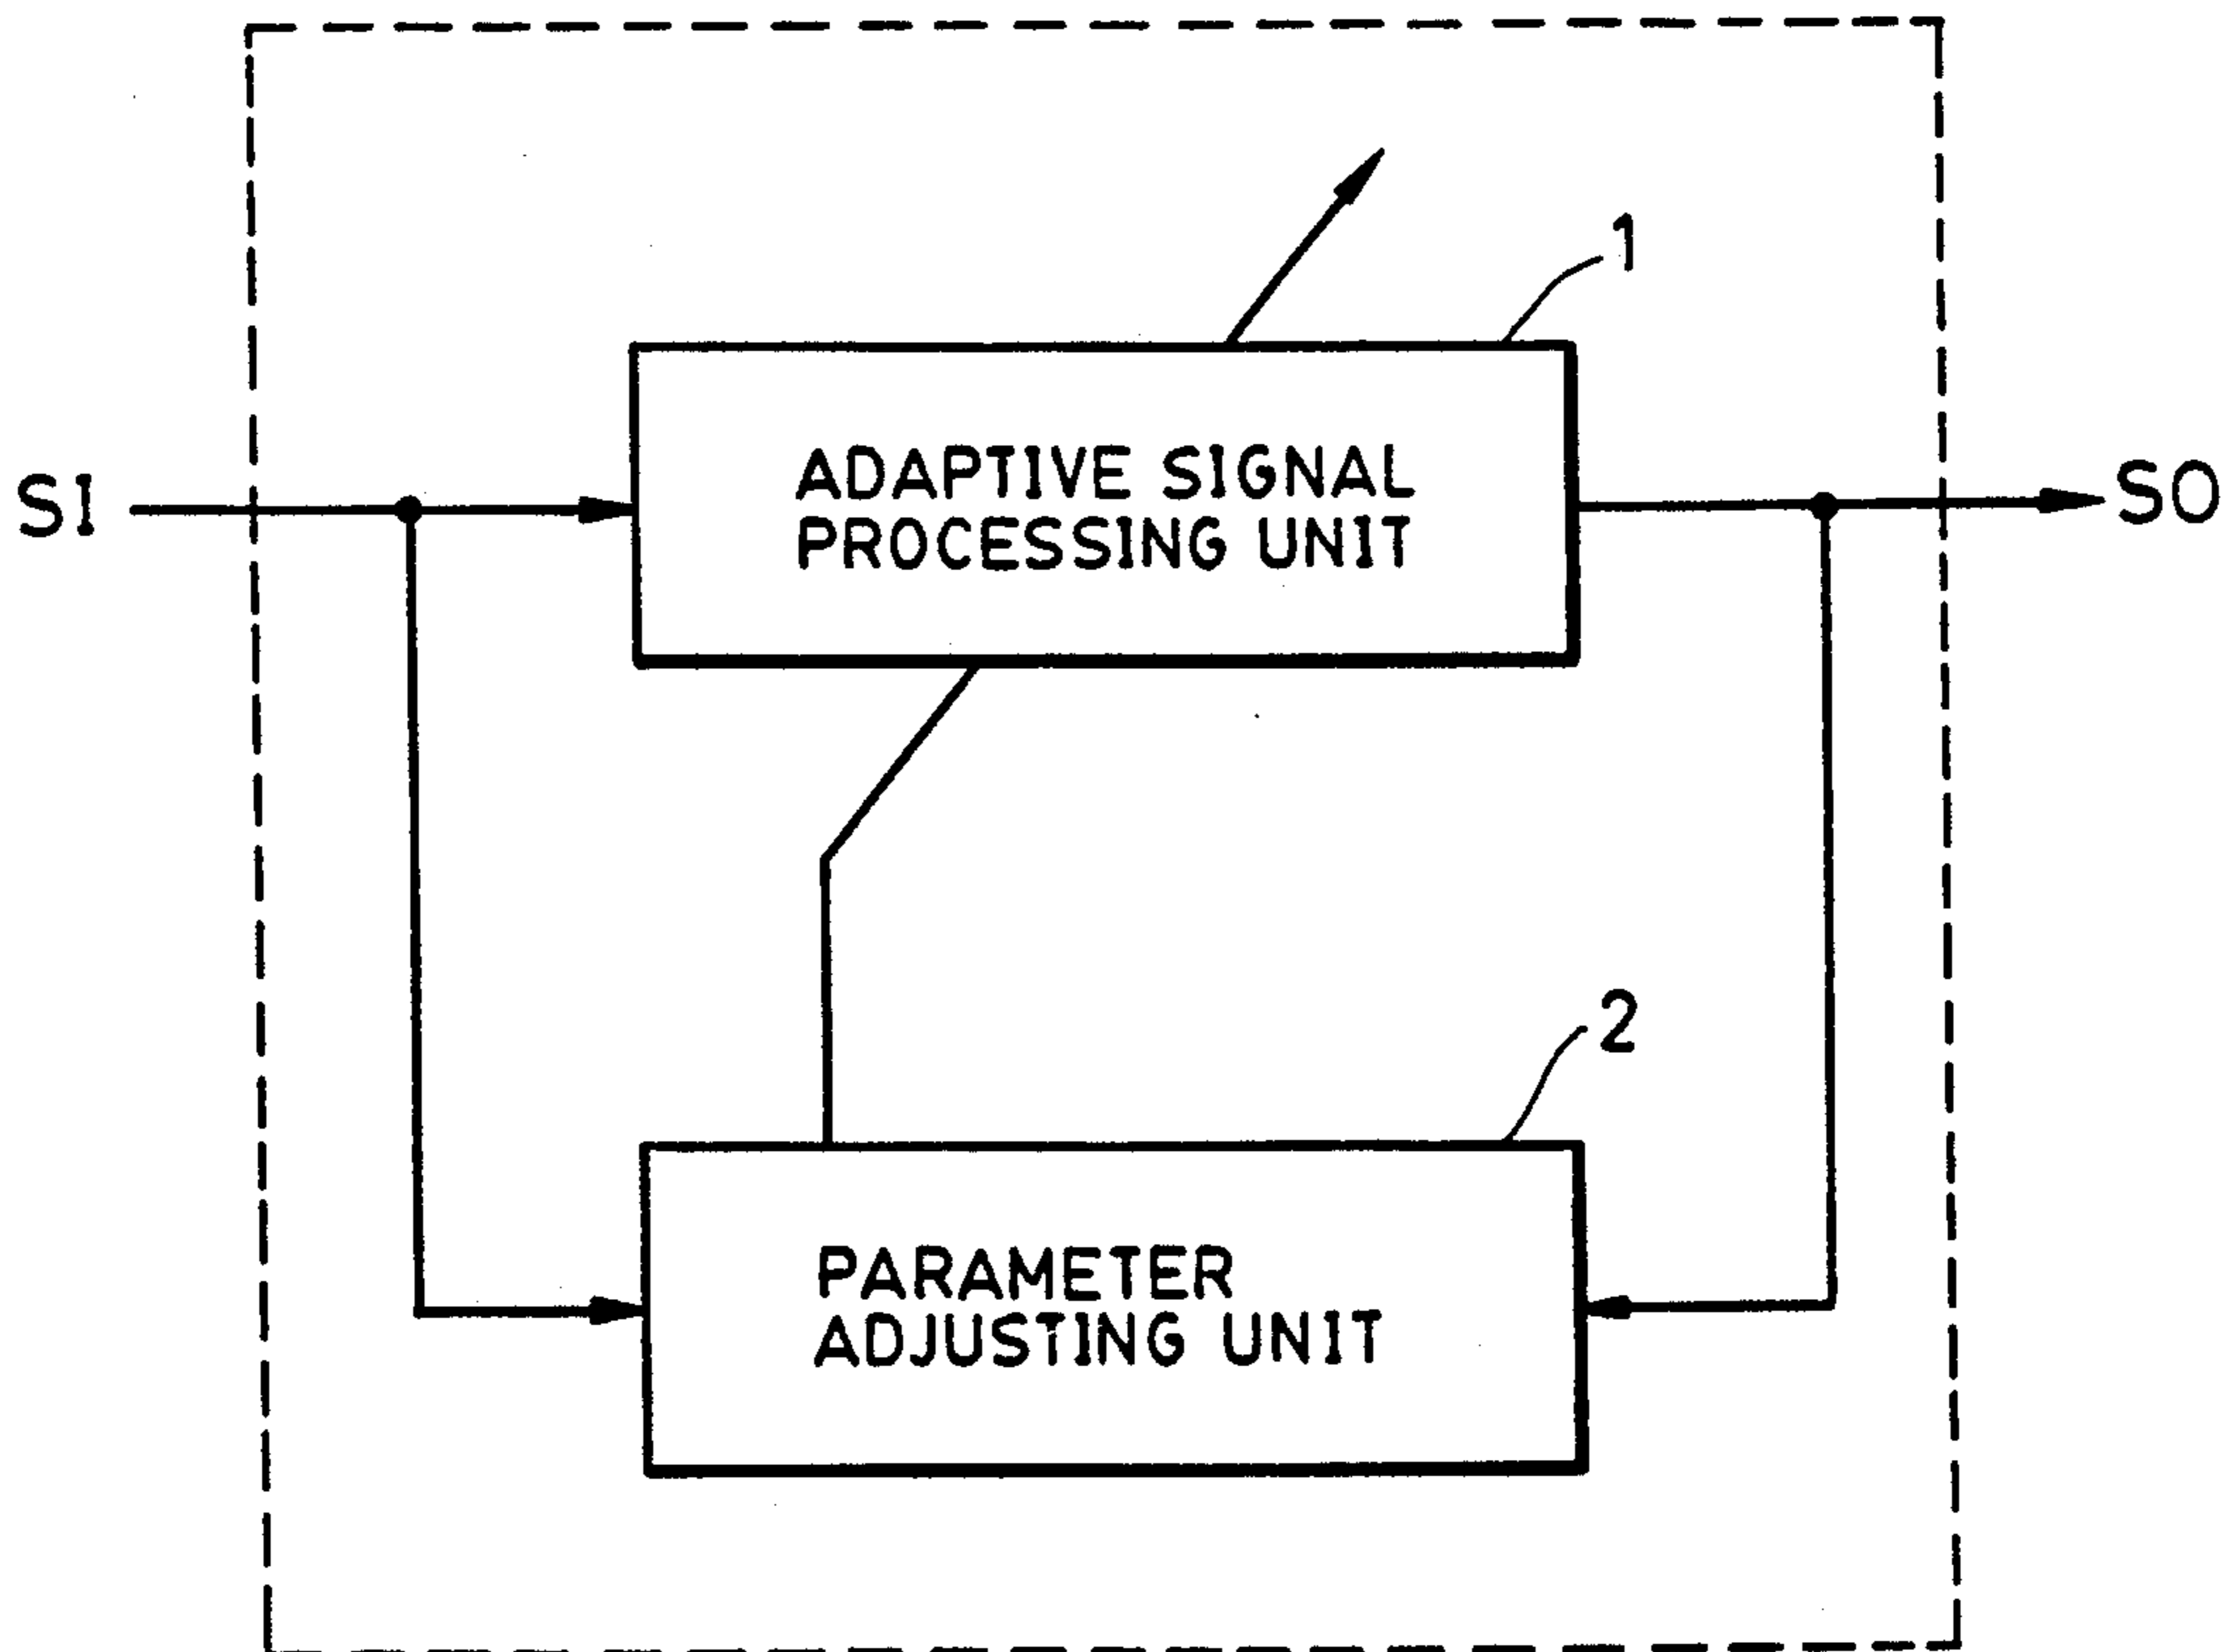 1
SI
ADAPTIVE SIGNAL
PROCESSING UNIT
SO
2
PARAMETER
ADJUSTING UNIT